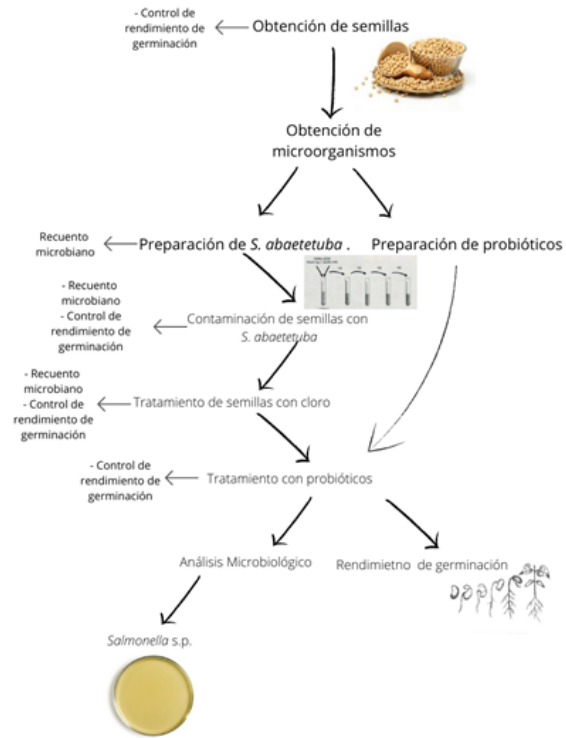 - Control de
rendimiento de
germinación
Obtención de semillas
Obtención de
microorganismos
Recuento
microbiano
Preparación de S. abaetetuba .
Preparación de probióticos
- Recuento
microbiano
- Control de
rendimiento de
germinación
Contaminación de semillas con
S. abaetetuba
- Recuento
microbiano
- Control de
rendimiento de
germinación
Tratamiento de semillas con cloro
- Control de
rendimiento de
germinación
Tratamiento con probióticos
Análisis Microbiológico
Rendimietno de germinación
Salmonella s.p.